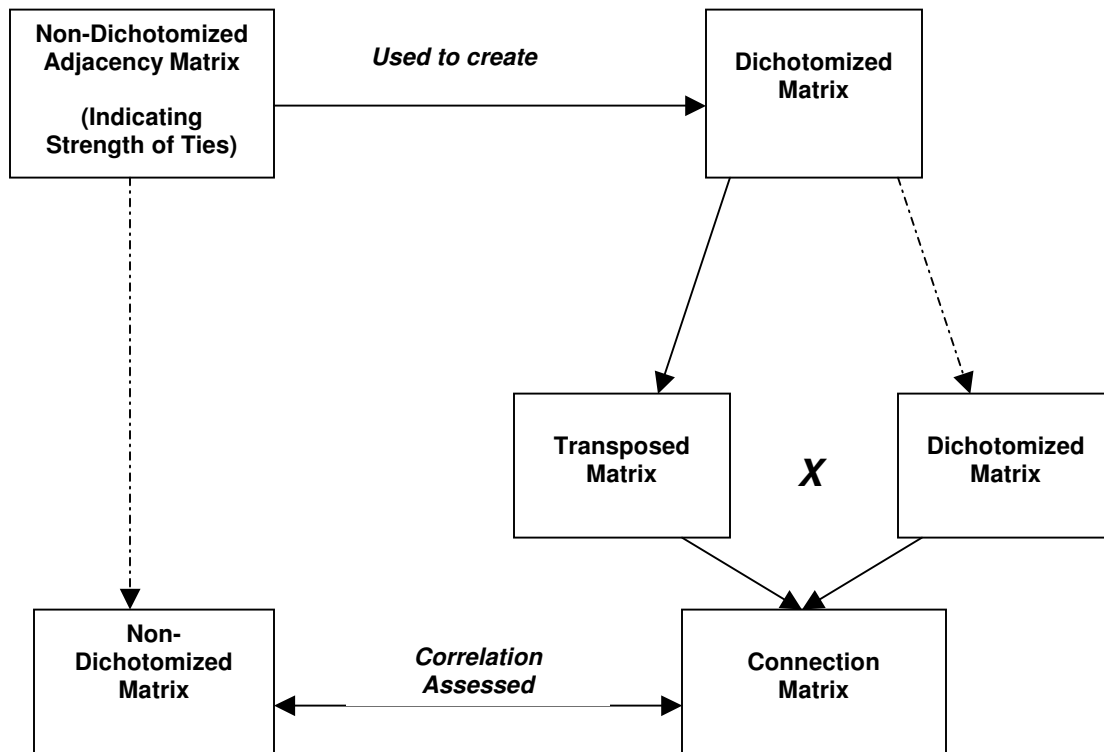 Non-Dichotomized
Adjacency Matrix
(Indicating
Strength of Ties)
Used to create
Dichotomized
Matrix
Transposed
Matrix
X
Dichotomized
Matrix
Non-
Dichotomized
Matrix
Correlation
Assessed
Connection
Matrix